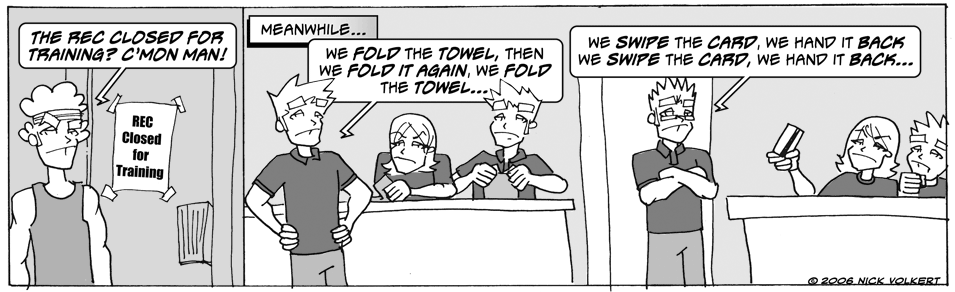 THE REC CLOSED FOR
TRAINING? C'MON MAN!
REC
Closed
for
Training
MEANWHILE...
WE FOLD THE TOWEL, THEN
WE FOLD IT AGAIN, WE FOLD
THE TOWEL...
WE SWIPE THE CARD, WE HAND IT BACK
WE SWIPE THE CARD, WE HAND IT BACK...
© 2006 NICK VOLKERT